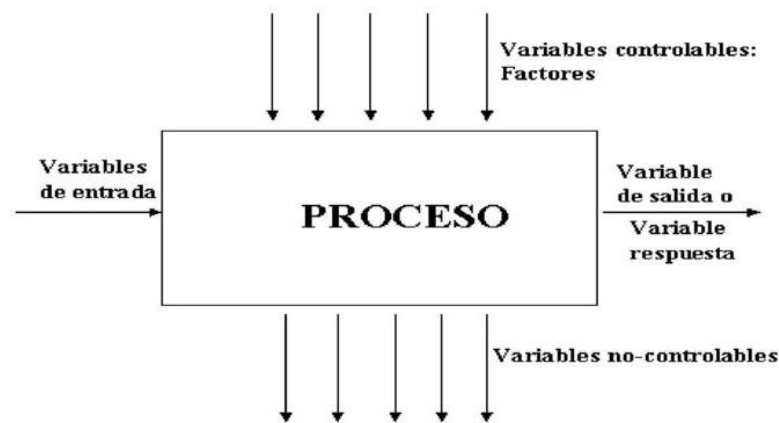 Variables controlables:
Factores
Variables
de entrada
PROCESO
Variable
de salida o
Variable
respuesta
Variables no-controlables